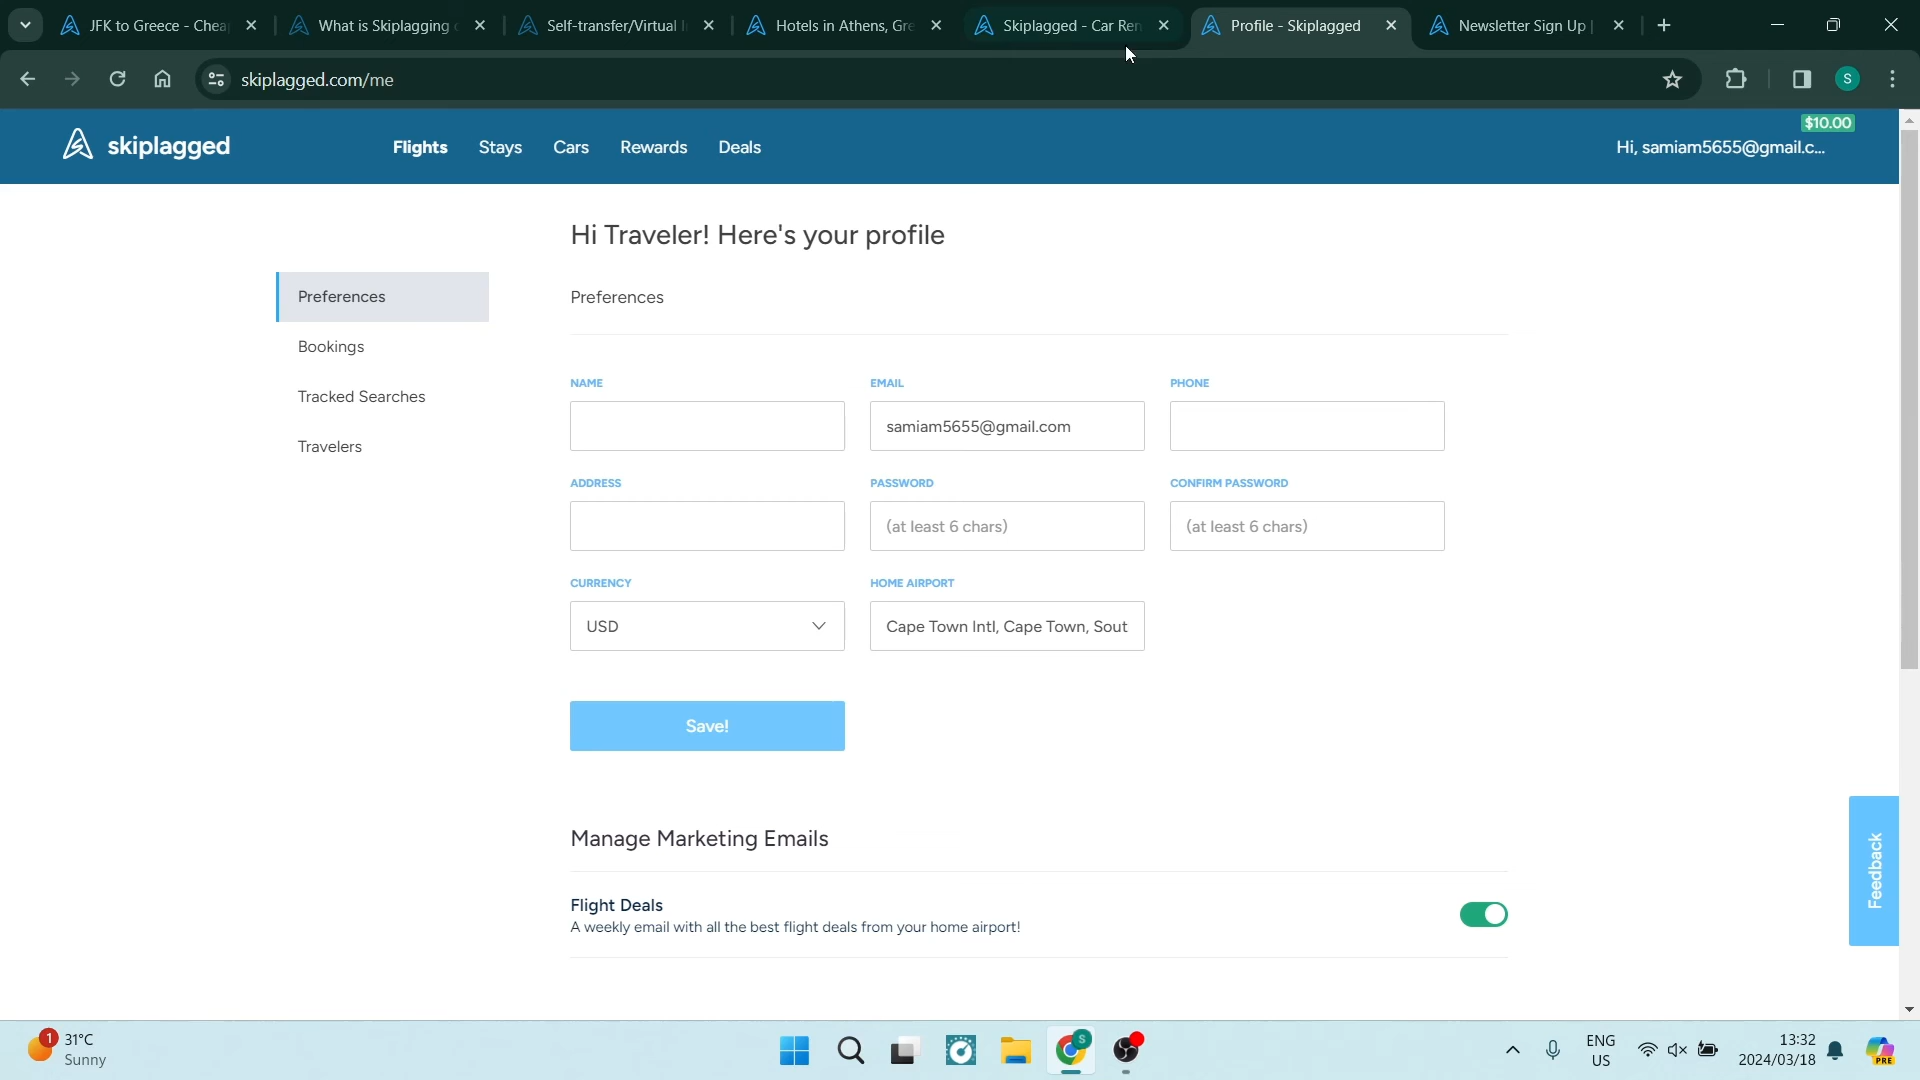 JFK to Greece - Chea
What is Skiplagging
Self-transfer/Virtual I
Hotels in Athens, Gre
Skiplagged - Car Ren
Profile - Skiplagged
Newsletter Sign Up |
skiplagged.com/me
S
$10.00
skiplagged
Flights
Stays
Cars
Rewards
Deals
Hi, samiam5655@gmail.c...
Hi Traveler! Here's your profile
Preferences
Bookings
Tracked Searches
Travelers
Preferences
NAME
EMAIL
PHONE
samiam5655@gmail.com
ADDRESS
PASSWORD
CONFIRM PASSWORD
(at least 6 chars)
(at least 6 chars)
CURRENCY
HOME AIRPORT
USD
Cape Town Intl, Cape Town, Sout
Save!
Manage Marketing Emails
Flight Deals
A weekly email with all the best flight deals from your home airport!
Feedback
1
31°C
Sunny
S
ENG
US
13:32
2024/03/18
PRE